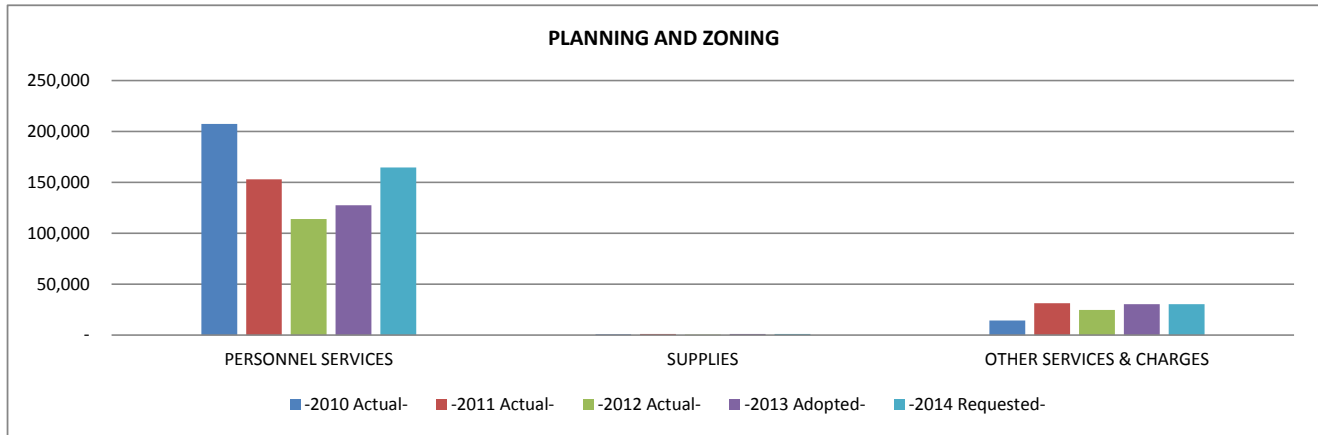 PLANNING AND ZONING
250,000
200,000
150,000
100,000
50,000
-
PERSONNEL SERVICES SUPPLIES OTHER SERVICES & CHARGES
-2010 Actual- -2011 Actual- -2012 Actual- -2013 Adopted- -2014 Requested-